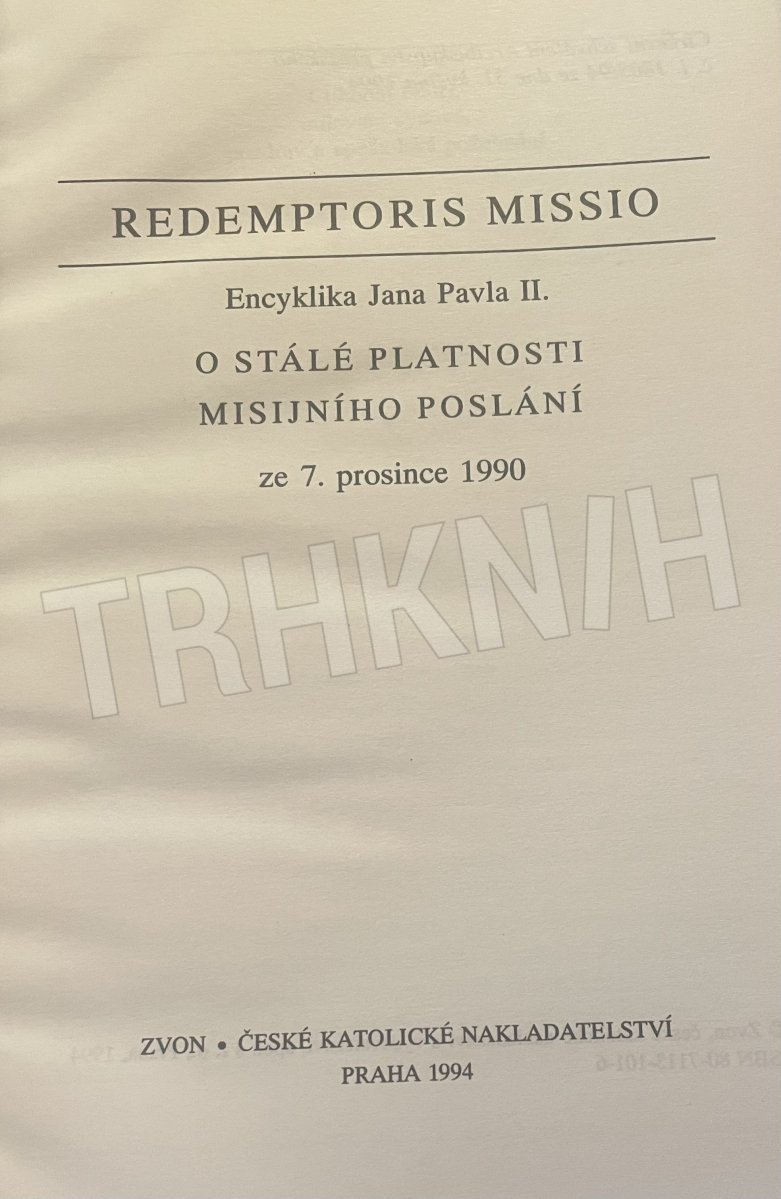 REDEMPTORIS MISSIO
Encyklika Jana Pavla II.
O STÁLÉ PLATNOSTI
MISIJNÍHO POSLÁNÍ
ze 7. prosince 1990
TRHKNIH
ZVON • ČESKÉ KATOLICKÉ NAKLADATELSTVÍ
PRAHA 1994